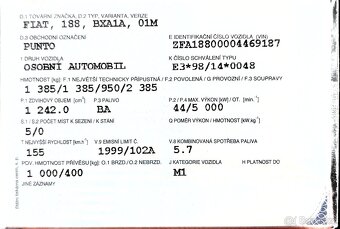 D.1 TOVÁRNÍ ZNAČKA, D.2 TYP, VARIANTA, VERZE
FIAT, 188, BXA1A, 01M
D.3 OBCHODNÍ OZNAČENÍ
E IDENTIFIKAČNÍ ČÍSLO VOZIDLA (VIN)
PUNTO
ZFA18800004469187
J DRUH VOZIDLA
K ČÍSLO SCHVÁLENÍ TYPU
OSOBNÍ AUTOMOBIL
E3*98/14*0048
HMOTNOST [kg] F.1 NEJVĚTŠÍ TECHNICKY PŘÍPUSTNÁ / F.2 POVOLENÁ / G PROVOZNÍ / F.3 SOUPRAVY
1 385/1 385/950/2 385
P.1 ZDVIHOVÝ OBJEM [cm³]
P.3 PALIVO
P.2 / P.4 MAX. VÝKON [kW] / OT. [min⁻¹]
1 242.0
BA
44/5 000
S.1 / S.2 POČET MÍST K SEZENÍ / K STÁNÍ
Q POMĚR VÝKON / HMOTNOST [kW.kg⁻¹]
5/0
T NEJVYŠŠÍ RYCHLOST [km.h⁻¹]
V.9 EMISNÍ LIMIT Č.
V.8 KOMBINOVANÁ SPOTŘEBA PALIVA
155
1999/102A
5.7
POV. HMOTNOST PŘÍVĚSU [kg] O.1 BRZD. / O.2 NEBRZD.
J KATEGORIE VOZIDLA
H PLATNOST DO
1 000/400
M1
JINÉ ZÁZNAMY